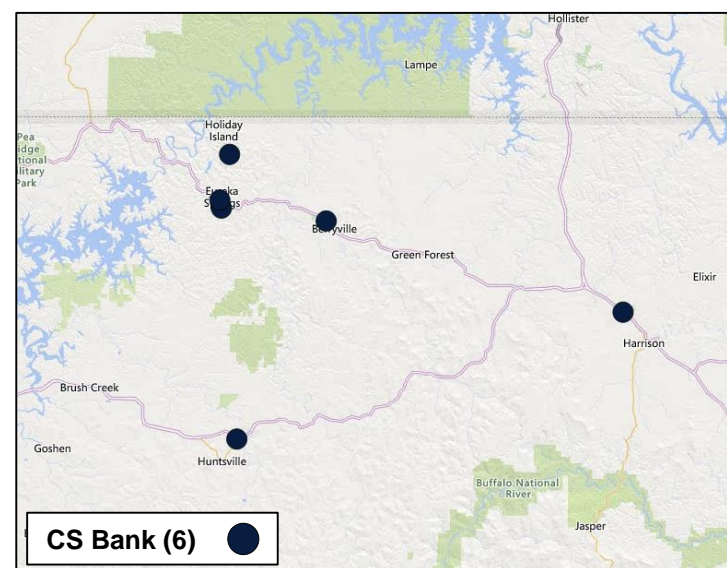 Hollister
Lampe
Holiday
Island
Pea
National
Military
Park
Eureka
Springs
Berryville
Green Forest
Elixir
Harrison
Brush Creek
Goshen
Huntsville
Buffalo National
River
Jasper
CS Bank (6)